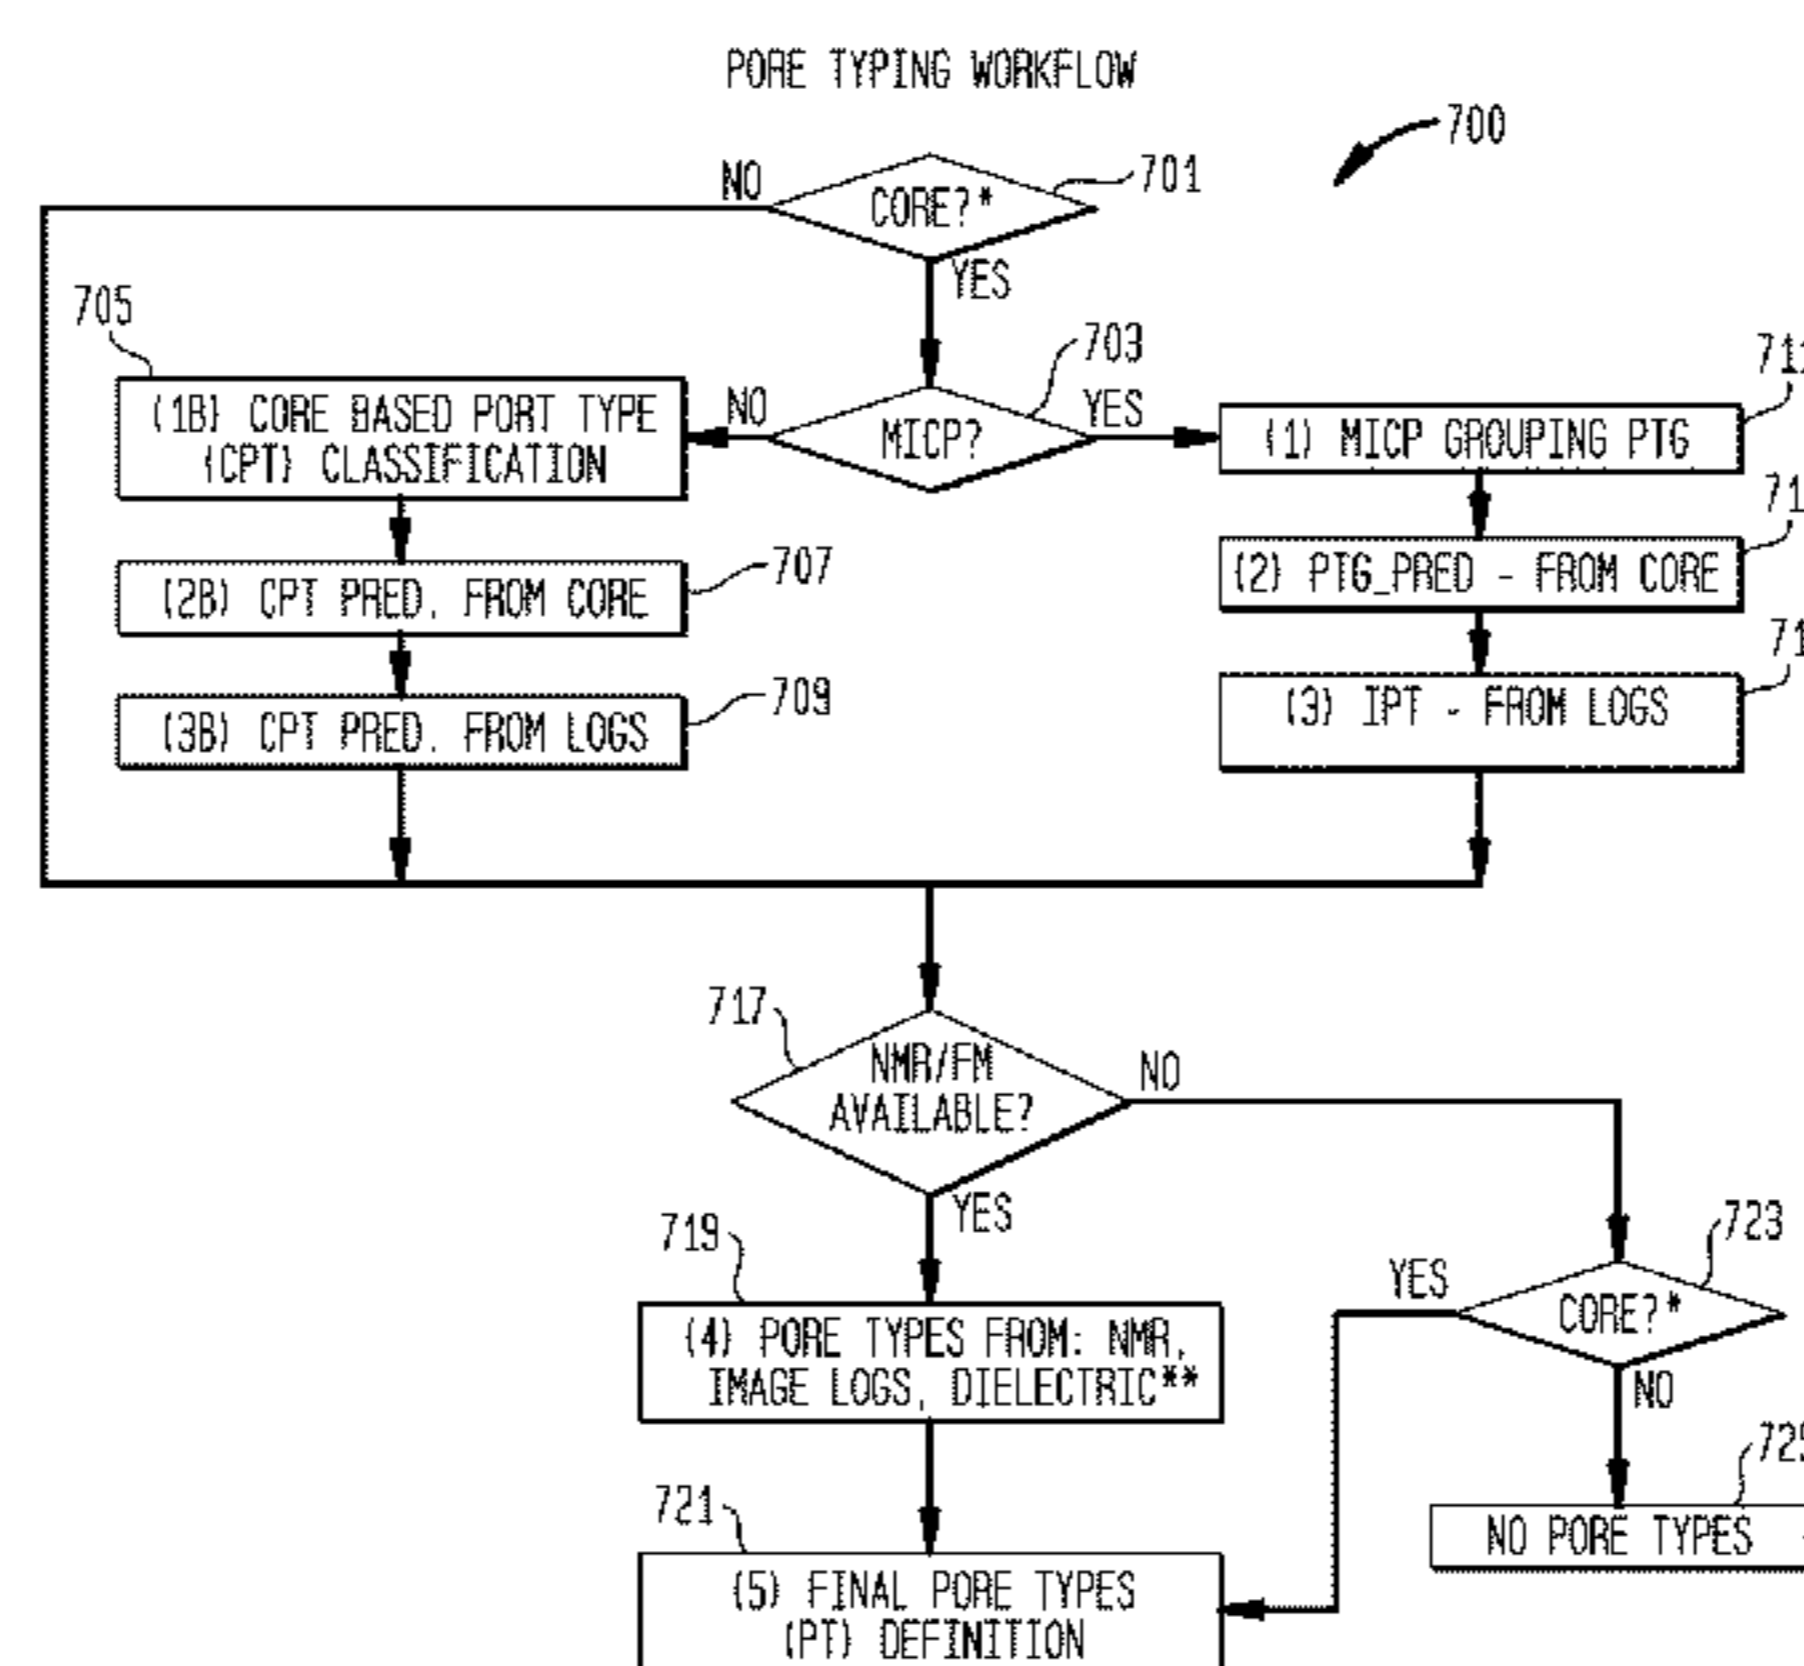 PORE TYPING WORKFLOW
700
NO
CORE?*
701
YES
705
703
(1B) CORE BASED PORT TYPE
(CPT) CLASSIFICATION
NO
MICP?
YES
(1) MICP GROUPING PTG
(2B) CPT PRED. FROM CORE
707
(2) PTG_PRED - FROM CORE
(3B) CPT PRED. FROM LOGS
709
(3) IPT - FROM LOGS
717
NMR/FM
AVAILABLE?
NO
YES
719
(4) PORE TYPES FROM: NMR,
IMAGE LOGS, DIELECTRIC**
YES
CORE?*
723
NO
721
(5) FINAL PORE TYPES
(PT) DEFINITION
NO PORE TYPES